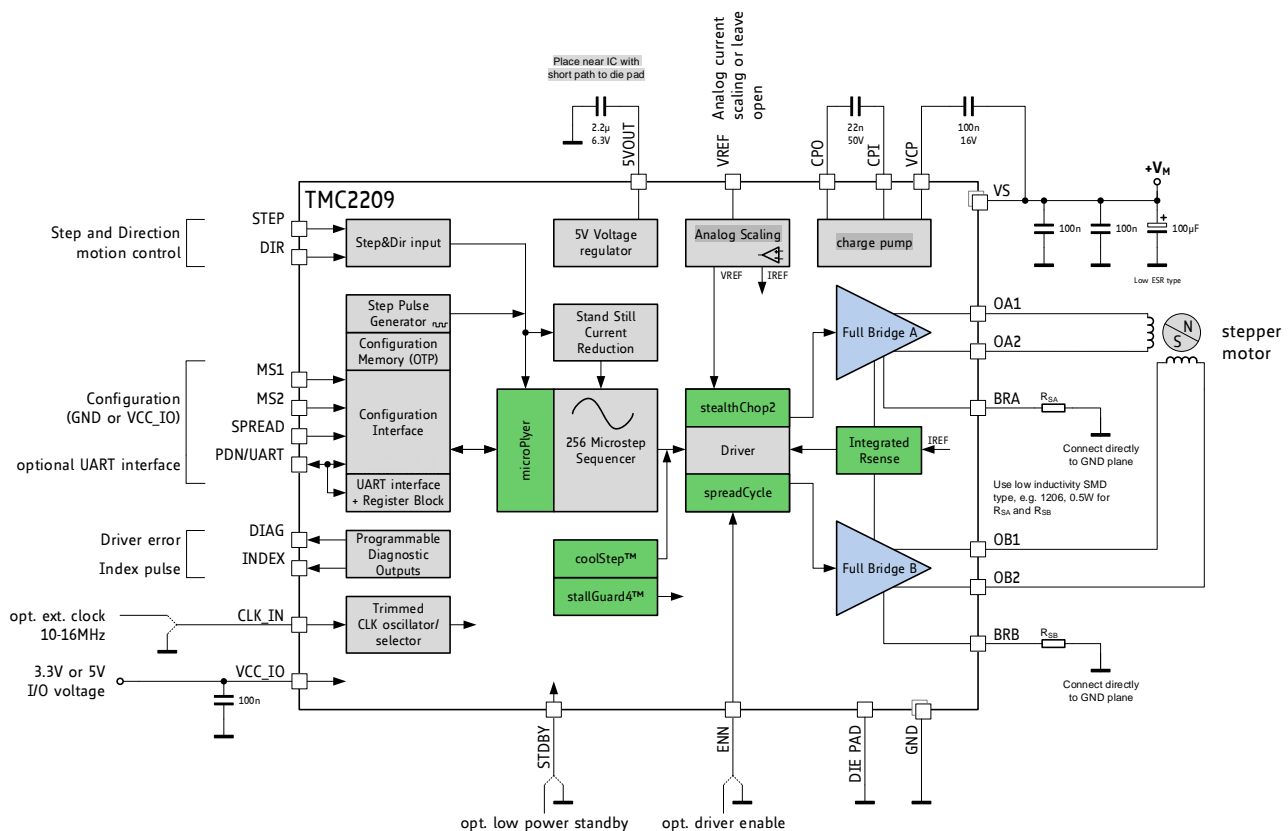 Place near IC with
short path to die pad
2.2µ
6.3V
5VOUT
Analog current
scaling or leave
open
VREF
22n
50V
CPO
CPI
100n
16V
VCP
+VM
VS
100n
100n
+
100µF
Low ESR type
TMC2209
Step and Direction
motion control
STEP
DIR
Step&Dir input
5V Voltage
regulator
Analog Scaling
VREF
IREF
charge pump
Step Pulse
Generator
Configuration
Memory (OTP)
Configuration
Interface
UART interface
+ Register Block
Stand Still
Current
Reduction
Configuration
(GND or VCC_IO)
optional UART interface
MS1
MS2
SPREAD
PDN/UART
microPlyer
256 Microstep
Sequencer
stealthChop2
Driver
spreadCycle
Integrated
Rsense
IREF
Full Bridge A
Full Bridge B
OA1
OA2
N
S
stepper
motor
BRA
RSA
Connect directly
to GND plane
Use low inductivity SMD
type, e.g. 1206, 0.5W for
RSA and RSB
OB1
OB2
BRB
RSB
Connect directly
to GND plane
Driver error
Index pulse
DIAG
INDEX
Programmable
Diagnostic
Outputs
coolStep™
stallGuard4™
opt. ext. clock
10-16MHz
CLK_IN
Trimmed
CLK oscillator/
selector
3.3V or 5V
I/O voltage
VCC_IO
100n
STDBY
ENN
DIE PAD
GND
opt. low power standby
opt. driver enable